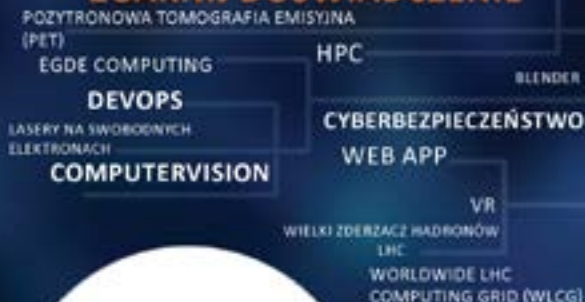 POZYTRONOWA TOMOGRAFIA EMISYJNA
(PET)
HPC
EGDE COMPUTING
BLENDER
DEVOPS
CYBERBEZPIECZEŃSTWO
LASERY NA SWOBODNYCH
ELEKTRONACH
WEB APP
COMPUTERVISION
VR
WIELKI ZDERZACZ HADRONÓW
LHC
WORLDWIDE LHC
COMPUTING GRID (WLCG)